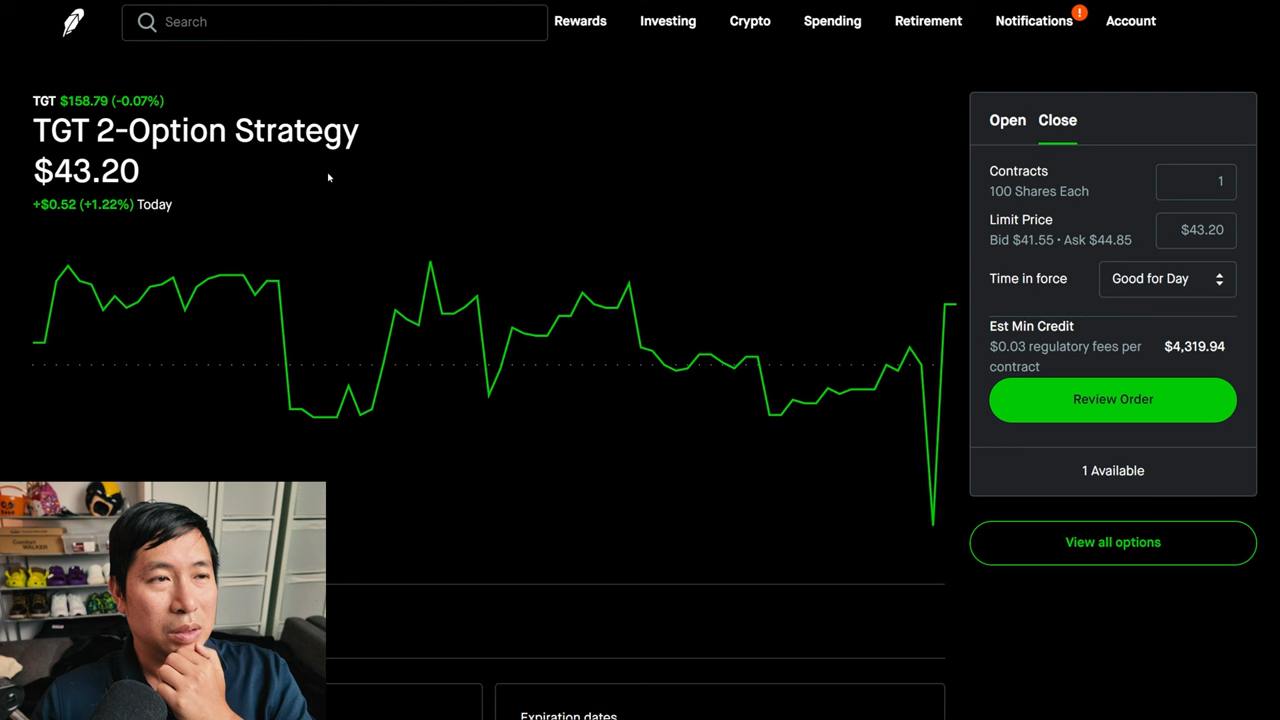 Search
Rewards
Investing
Crypto
Spending
Retirement
Notifications
!
Account
TGT $158.79 (-0.07%)
TGT 2-Option Strategy
$43.20
+$0.52 (+1.22%) Today
Open Close
Contracts
100 Shares Each
1
Limit Price
Bid $41.55 • Ask $44.85
$43.20
Time in force
Good for Day
Est Min Credit
$0.03 regulatory fees per
contract
$4,319.94
Review Order
1 Available
View all options
Expiration dates
WALKER